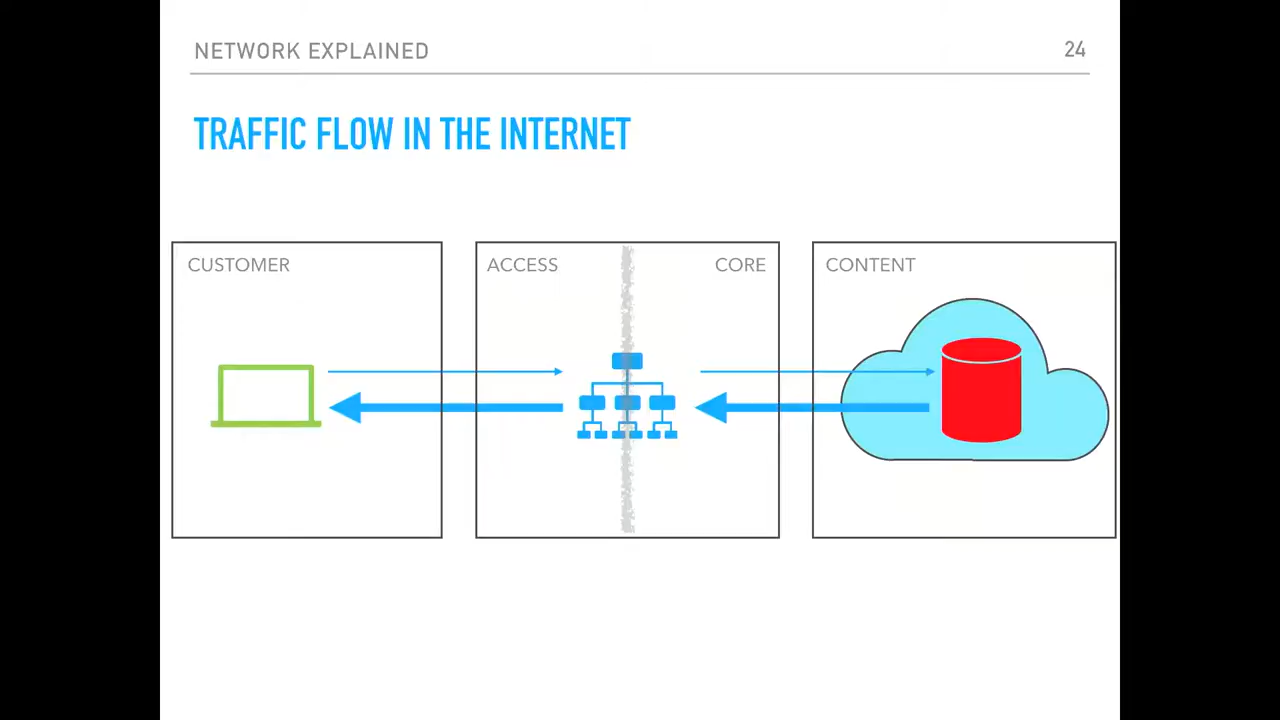 NETWORK EXPLAINED
24
TRAFFIC FLOW IN THE INTERNET
CUSTOMER
ACCESS
CORE
CONTENT